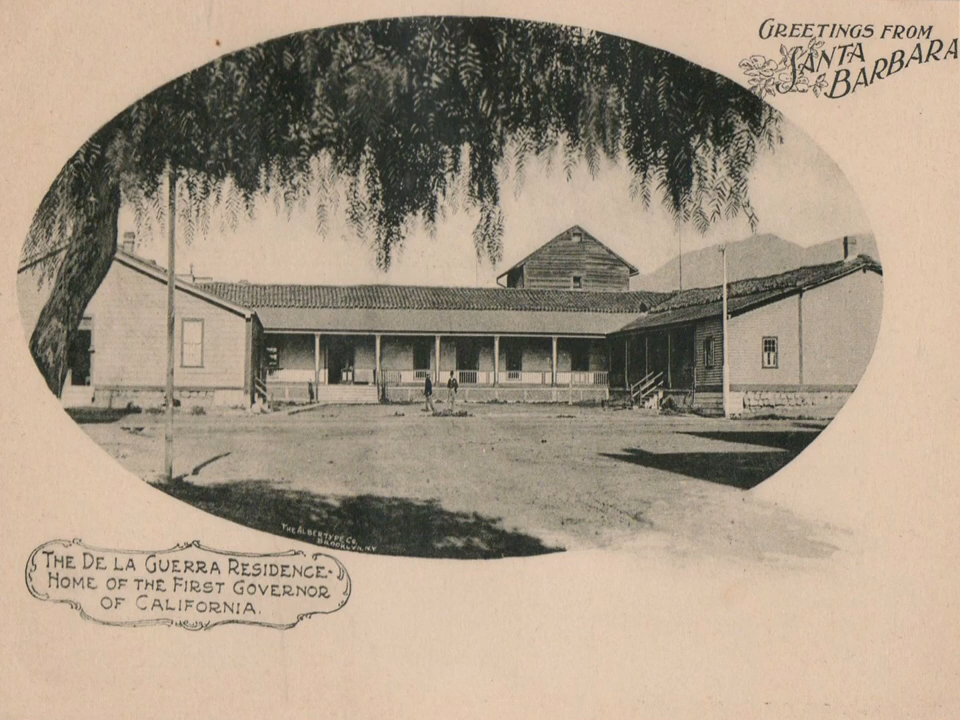 GREETINGS FROM
SANTA
BARBARA
THE ALBERTYPE CO.
BROOKLYN, N.Y.
THE DE LA GUERRA RESIDENCE-
HOME OF THE FIRST GOVERNOR
OF CALIFORNIA.